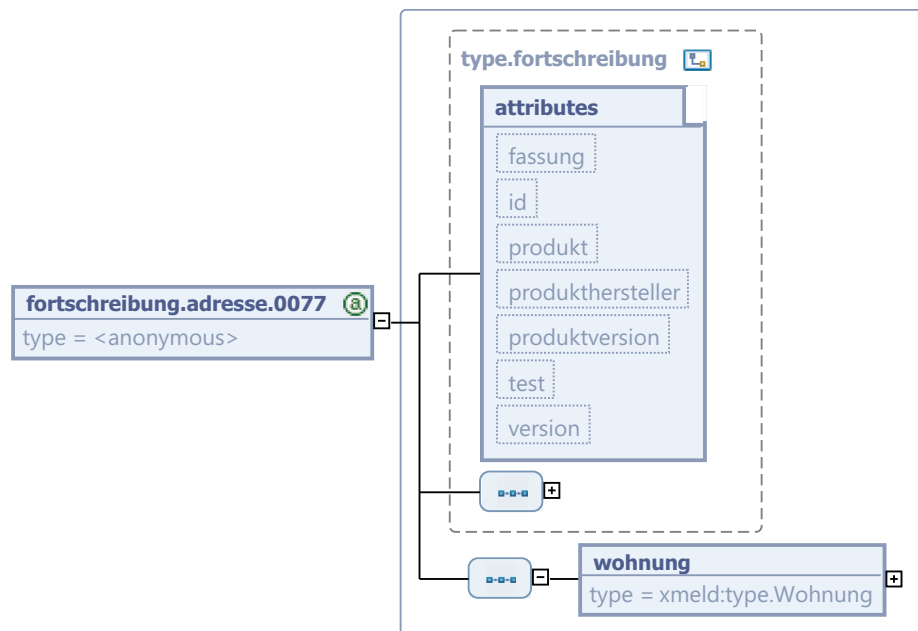 type.fortschreibung
attributes
fassung
id
produkt
produkthersteller
produktversion
test
version
fortschreibung.adresse.0077 a
type = <anonymous>
wohnung
type = xmeld:type.Wohnung